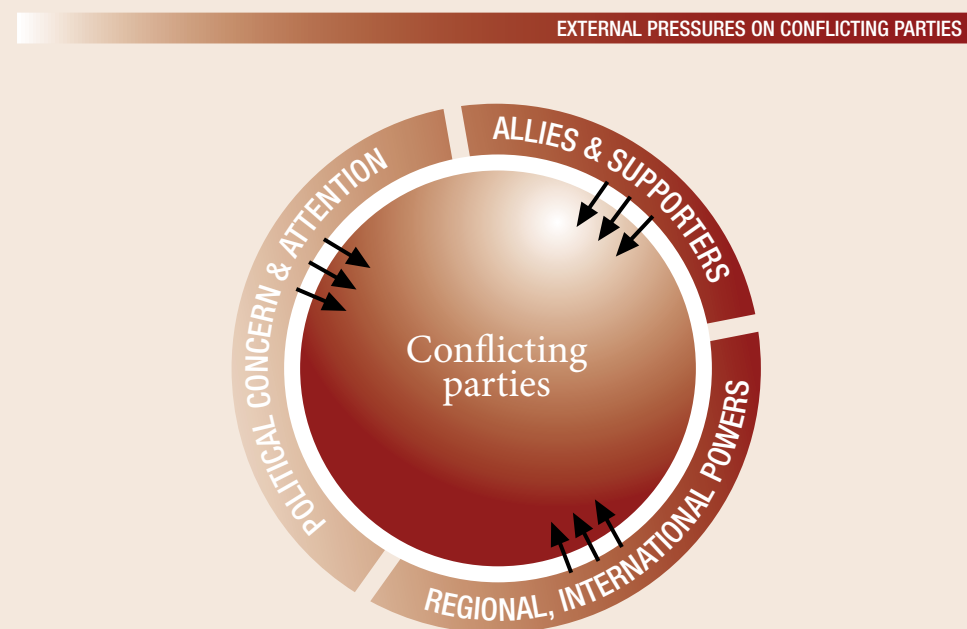 EXTERNAL PRESSURES ON CONFLICTING PARTIES
ALLIES & SUPPORTERS
POLITICAL CONCERN & ATTENTION
Conflicting
parties
REGIONAL, INTERNATIONAL POWERS